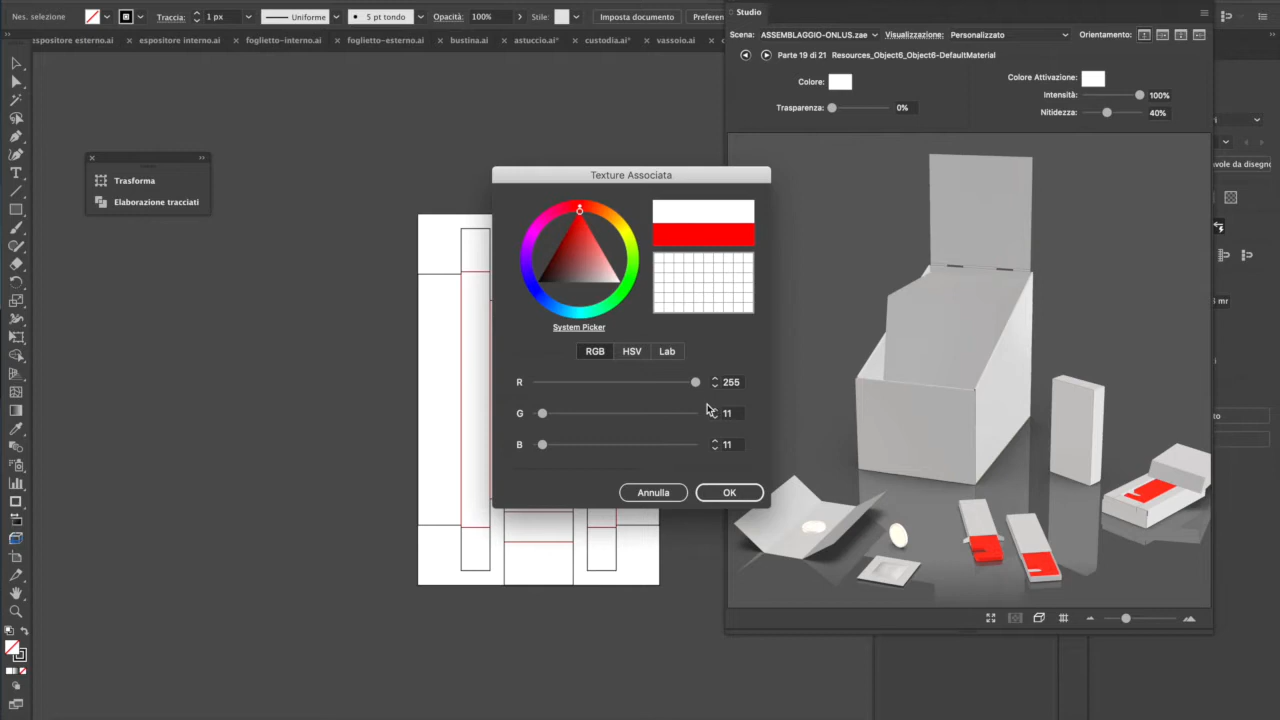 Nes. selezione
Traccia:
1 px
Uniforme
5 pt tondo
Opacità:
100%
Stile:
Imposta documento
Preferen
espositore esterno.ai
espositore interno.ai
foglietto-interno.ai
foglietto-esterno.ai
bustina.ai
astuccio.ai*
custodia.ai*
vassoio.ai
Studio
Scena:
ASSEMBLAGGIO-ONLUS.zae
Visualizzazione:
Personalizzato
Orientamento:
Parte 19 di 21
Resources_Object6_Object6-DefaultMaterial
Colore:
Colore Attivazione:
Intensità:
100%
Trasparenza:
0%
Nitidezza:
40%
vole da disegno
Trasforma
Elaborazione tracciati
Texture Associata
System Picker
RGB
HSV
Lab
R
255
G
11
B
11
Annulla
OK